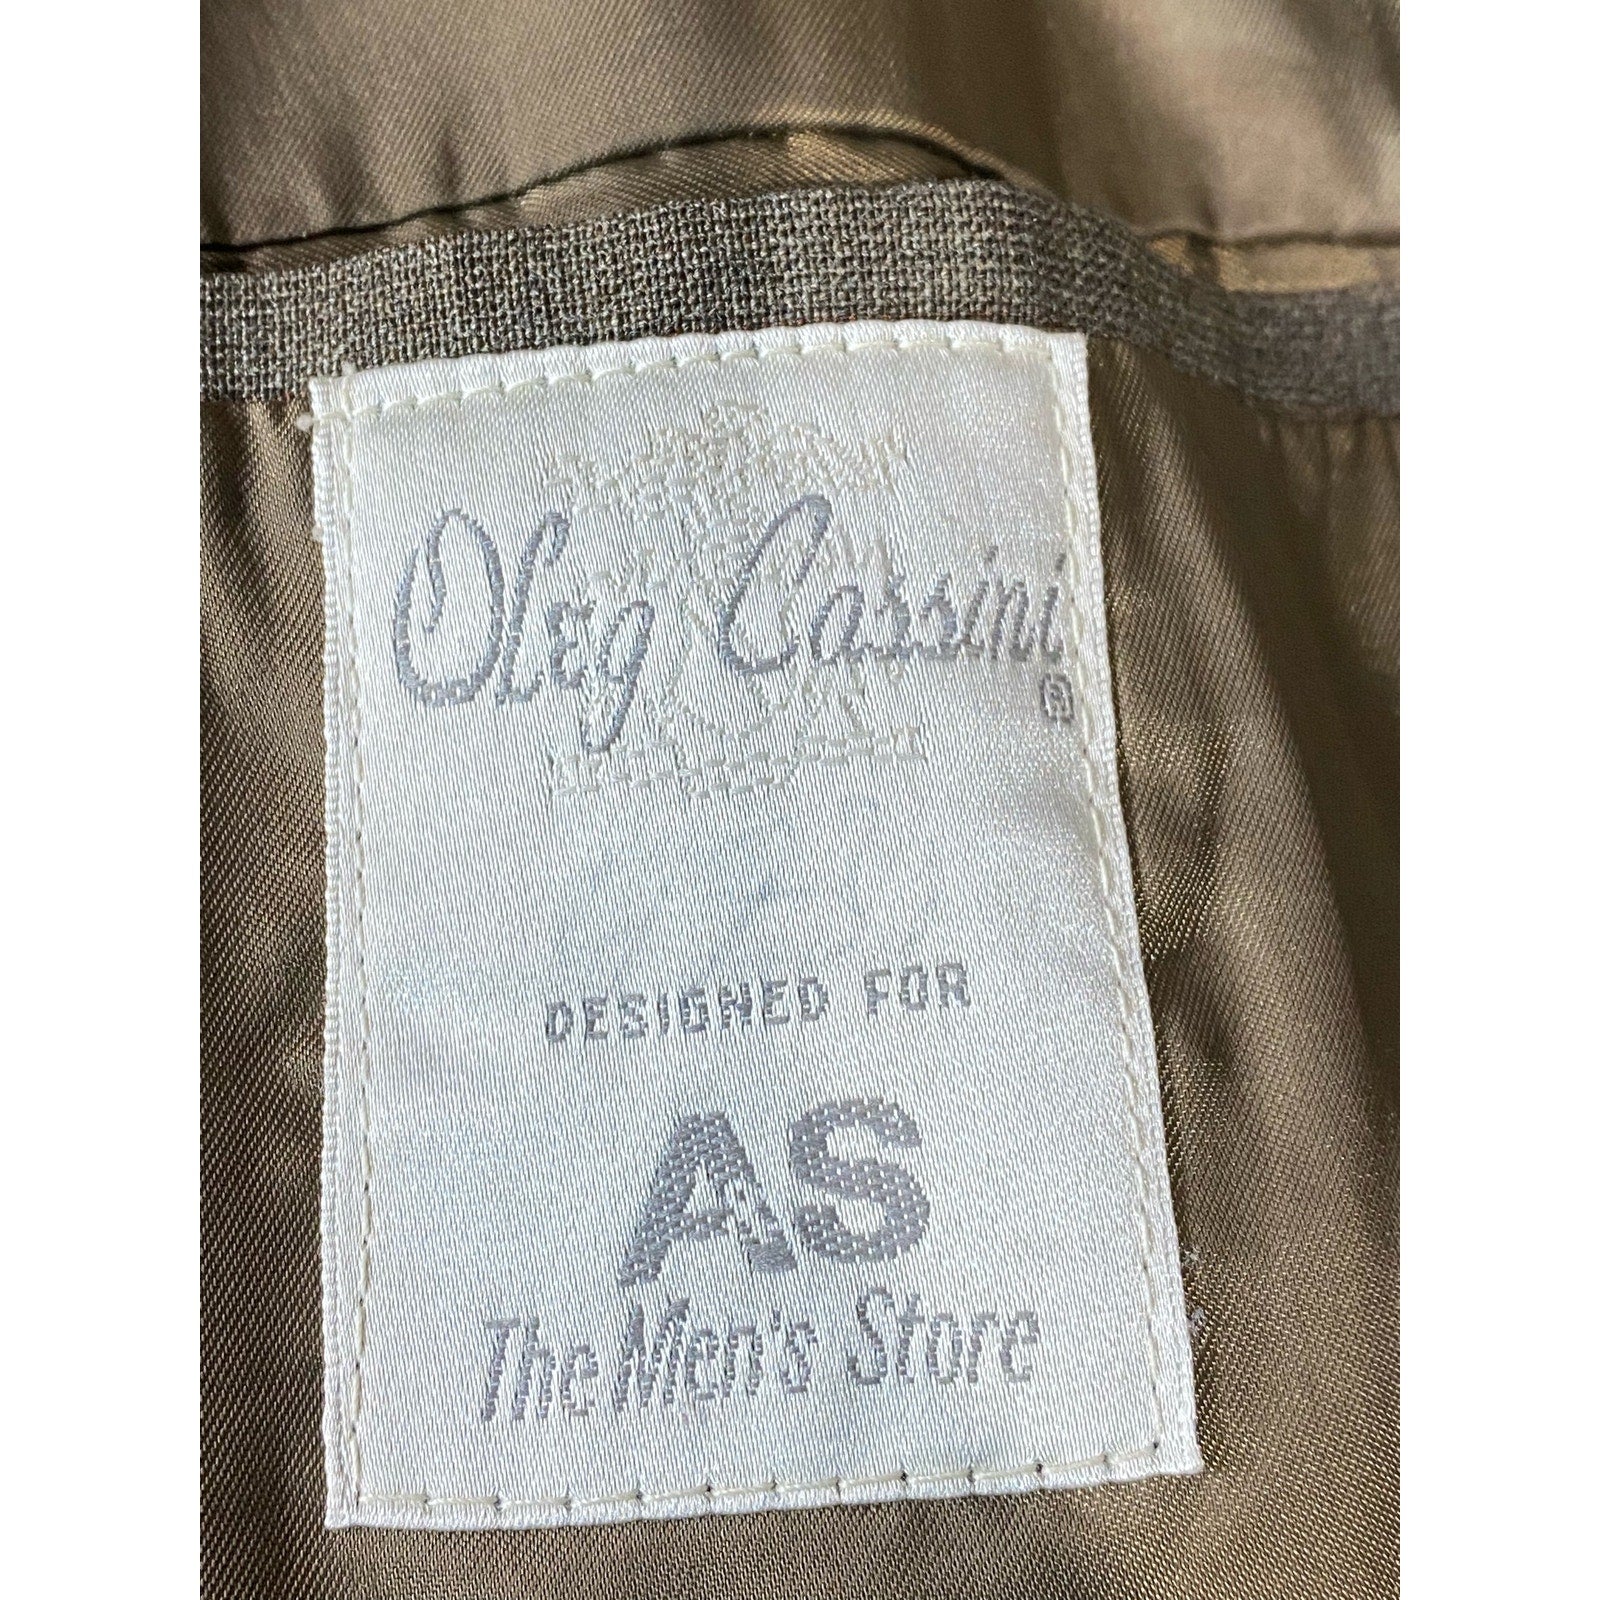 Oleg Cassini
®
DESIGNED FOR
AS
The Men's Store